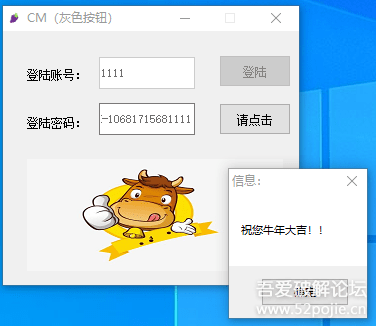 CM（灰色按钮）
登陆账号：
1111
登陆
登陆密码：
:-10681715681111
请点击
信息:
祝您牛年大吉！！
确定
吾爱破解论坛
www.52pojie.cn